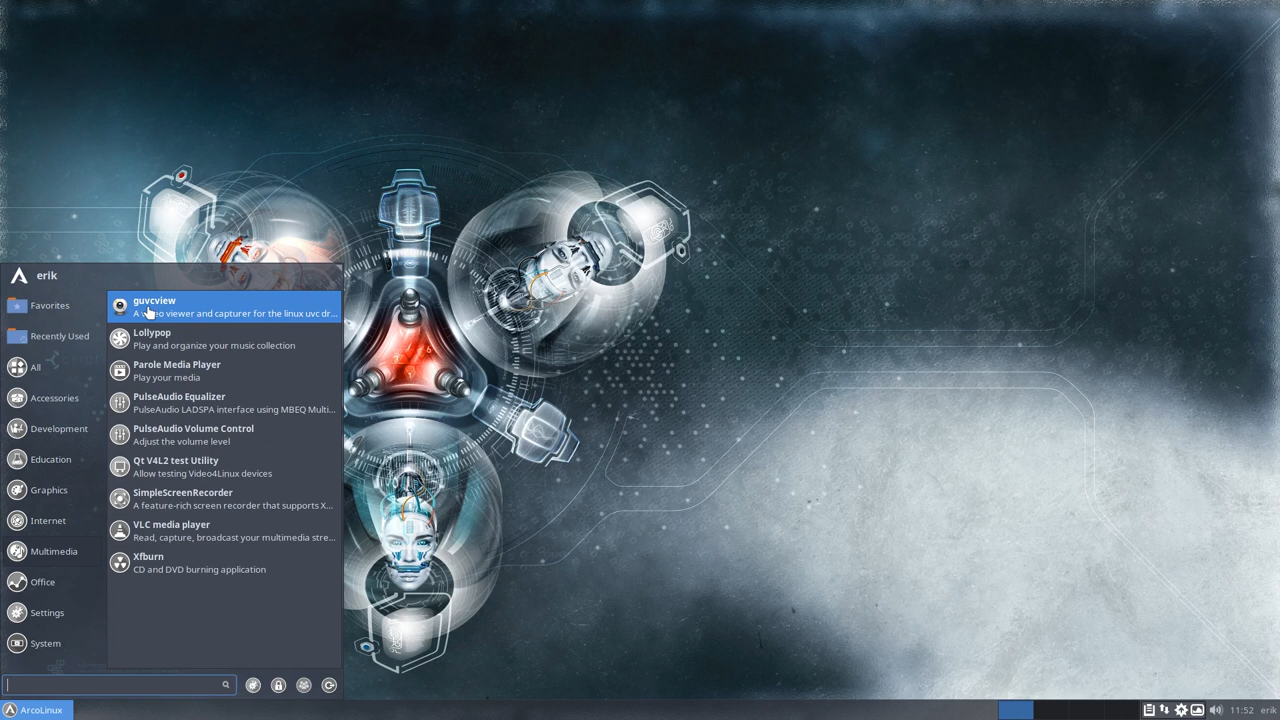 erik
Favorites
Recently Used
All
Accessories
Development
Education
Graphics
Internet
Multimedia
Office
Settings
System
guvcview
A video viewer and capturer for the linux uvc dr...
Lollypop
Play and organize your music collection
Parole Media Player
Play your media
PulseAudio Equalizer
PulseAudio LADSPA interface using MBEQ Multi...
PulseAudio Volume Control
Adjust the volume level
Qt V4L2 test Utility
Allow testing Video4Linux devices
SimpleScreenRecorder
A feature-rich screen recorder that supports X...
VLC media player
Read, capture, broadcast your multimedia stre...
Xfburn
CD and DVD burning application
ArcoLinux
11:52 erik